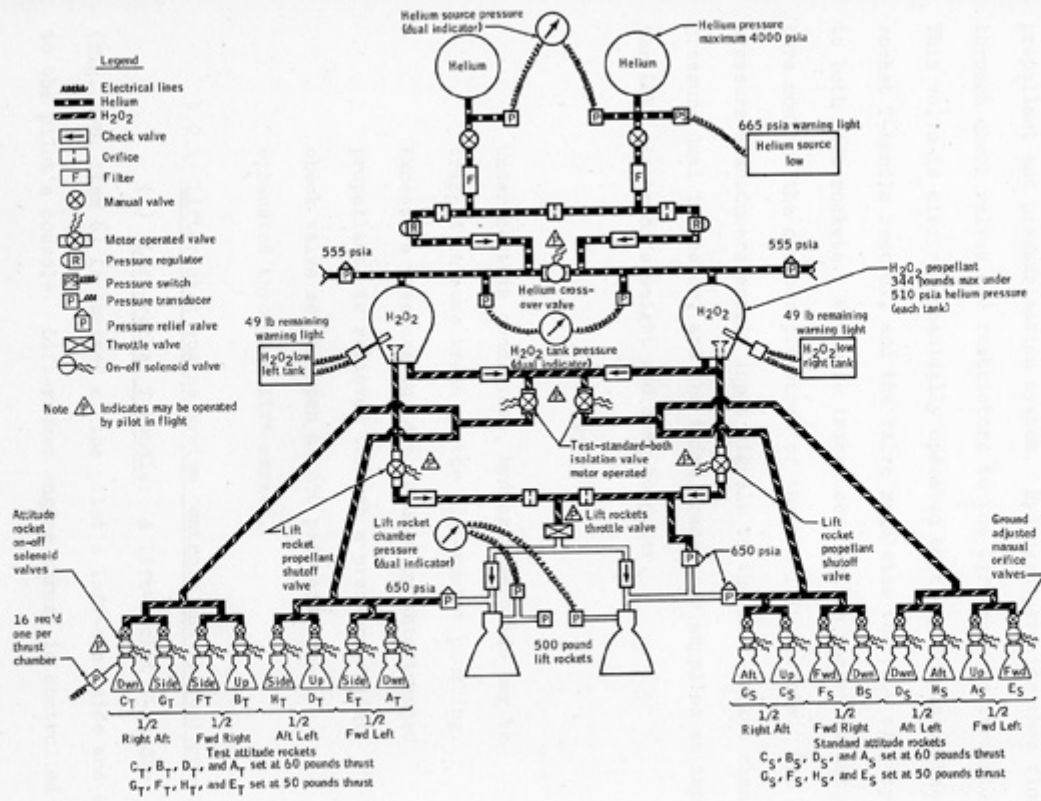 Helium source pressure
(dual indicator)
Helium pressure
maximum 4000 psia
Helium
Helium
Legend
Electrical lines
Helium
H2O2
Check valve
Orifice
F Filter
Manual valve
Motor operated valve
R Pressure regulator
PS Pressure switch
P Pressure transducer
P Pressure relief valve
Throttle valve
On-off solenoid valve
Note P Indicates may be operated
by pilot in flight
P
P
PS
665 psia warning light
Helium source
low
F
F
R
R
P
555 psia
P
555 psia
P
Helium cross-
over valve
H2O2 propellant
344 pounds max under
510 psia helium pressure
(each tank)
H2O2
P
P
H2O2
49 lb remaining
warning light
H2O2 low
left tank
H2O2 tank pressure
(dual indicator)
49 lb remaining
warning light
H2O2 low
right tank
P
Test-standard-both
isolation valve
motor operated
P
P
Attitude
rocket
on-off
solenoid
valves
Lift
rocket
propellant
shutoff
valve
Lift rocket
chamber
pressure
(dual indicator)
P
Lift rockets
throttle valve
Lift
rocket
propellant
shutoff
valve
Ground
adjusted
manual
orifice
valves
650 psia
P
P
650 psia
P
P
P
P
500 pound
lift rockets
16 req'd
one per
thrust
chamber
P
P
Dwn Side Side Up Up Up Side Dwn
CT GT FT BT HT DT ET AT
1/2 1/2 1/2 1/2
Right Aft Fwd Right Aft Left Fwd Left
Test attitude rockets
CT, BT, DT, and AT set at 60 pounds thrust
GT, FT, HT, and ET set at 50 pounds thrust
Aft Up Fwd Dwn Dwn Aft Up Fwd
GS CS FS BS DS HS AS ES
1/2 1/2 1/2 1/2
Right Aft Fwd Right Aft Left Fwd Left
Standard attitude rockets
CS, BS, DS, and AS set at 60 pounds thrust
GS, FS, HS, and ES set at 50 pounds thrust